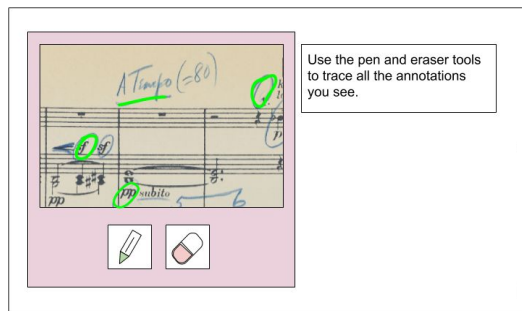 A Tempo (=80)
sf sf
pp pp subito
Use the pen and eraser tools
to trace all the annotations
you see.